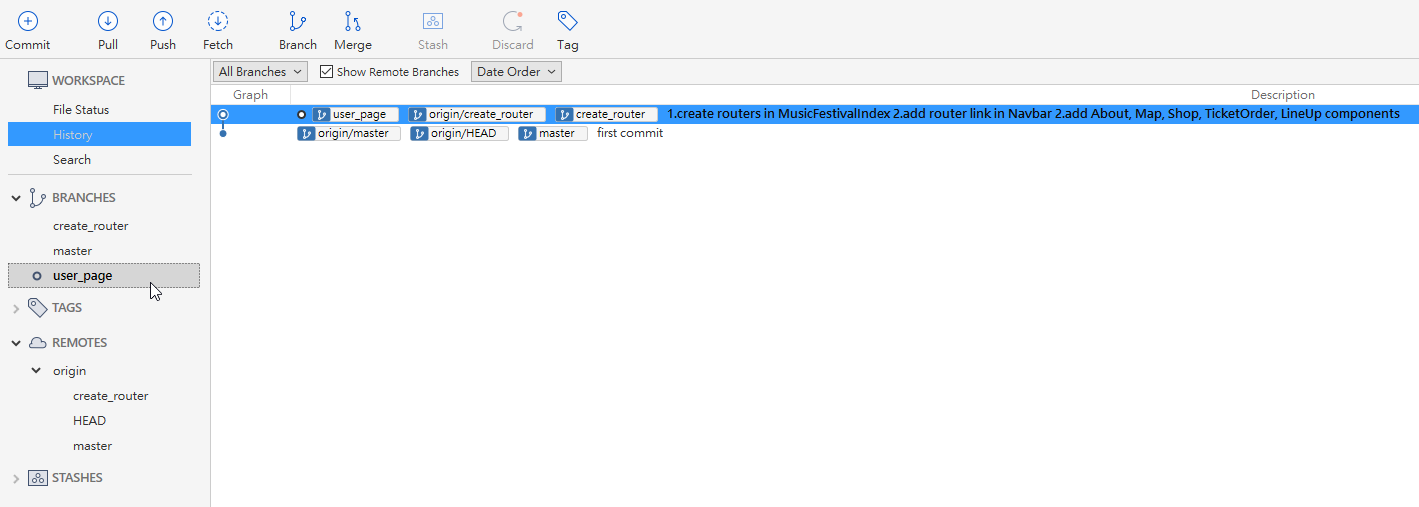 Commit Pull Push Fetch Branch Merge Stash Discard Tag
WORKSPACE
File Status
History
Search
BRANCHES
create_router
master
user_page
TAGS
REMOTES
origin
create_router
HEAD
master
STASHES
All Branches Show Remote Branches Date Order
Graph Description
user_page origin/create_router create_router 1.create routers in MusicFestivalIndex 2.add router link in Navbar 2.add About, Map, Shop, TicketOrder, LineUp components
origin/master origin/HEAD master first commit